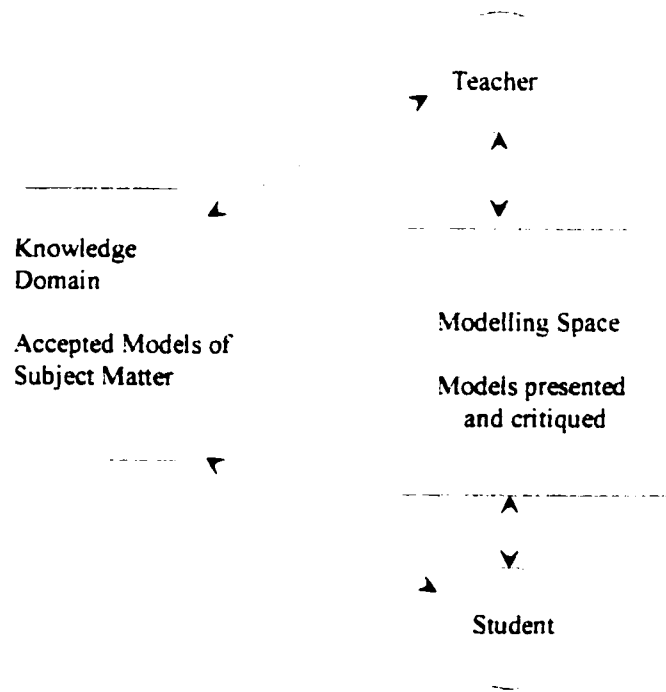 Teacher
Knowledge
Domain
Accepted Models of
Subject Matter
Modelling Space
Models presented
and critiqued
Student